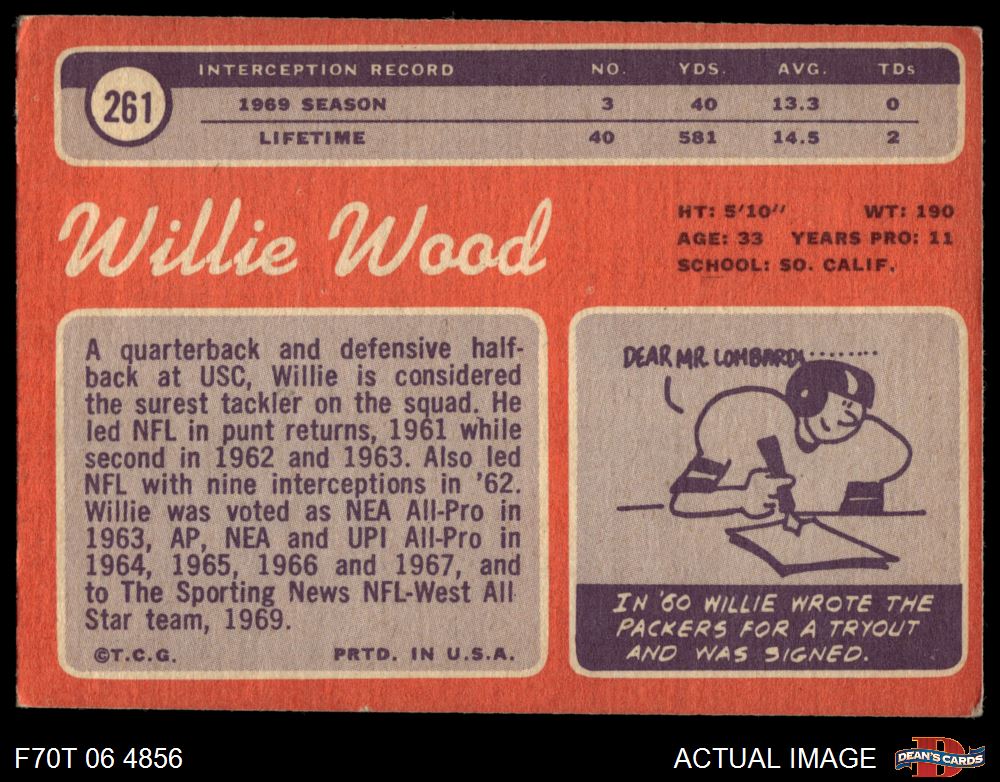 261
INTERCEPTION RECORD NO. YDS. AVG. TDs
1969 SEASON 3 40 13.3 0
LIFETIME 40 581 14.5 2
Willie Wood
HT: 5'10" WT: 190
AGE: 33 YEARS PRO: 11
SCHOOL: SO. CALIF.
A quarterback and defensive half-
back at USC, Willie is considered
the surest tackler on the squad. He
led NFL in punt returns, 1961 while
second in 1962 and 1963. Also led
NFL with nine interceptions in '62.
Willie was voted as NEA All-Pro in
1963, AP, NEA and UPI All-Pro in
1964, 1965, 1966 and 1967, and
to The Sporting News NFL-West All
Star team, 1969.
©T.C.G. PRTD. IN U.S.A.
DEAR MR. LOMBARDI........
IN '60 WILLIE WROTE THE
PACKERS FOR A TRYOUT
AND WAS SIGNED.
F70T 06 4856
ACTUAL IMAGE
D
DEAN'S CARDS